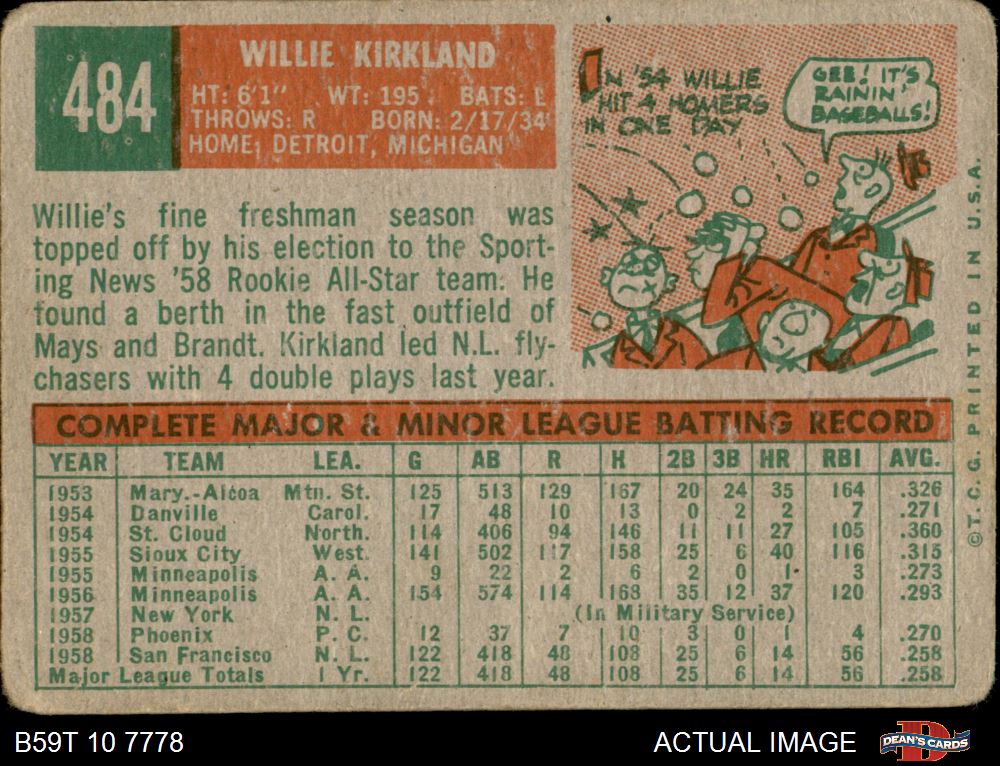 484
WILLIE KIRKLAND
HT: 6'1" WT: 195 BATS: L
THROWS: R BORN: 2/17/34
HOME: DETROIT, MICHIGAN
IN '54 WILLIE
HIT 4 HOMERS
IN ONE DAY
GEE! IT'S
RAININ'
BASEBALLS!
Willie's fine freshman season was
topped off by his election to the Sport-
ing News '58 Rookie All-Star team. He
found a berth in the fast outfield of
Mays and Brandt. Kirkland led N.L. fly-
chasers with 4 double plays last year.
©T. C. G. PRINTED IN U.S.A.
COMPLETE MAJOR & MINOR LEAGUE BATTING RECORD
YEAR TEAM LEA. G AB R H 2B 3B HR RBI AVG.
1953 Mary.-Alcoa Mtn. St. 125 513 129 167 20 24 35 164 .326
1954 Danville Carol. 17 48 10 13 0 2 2 7 .271
1954 St. Cloud North. 114 406 94 146 11 11 27 105 .360
1955 Sioux City West. 141 502 117 158 25 6 40 116 .315
1955 Minneapolis A. A. 9 22 2 6 2 0 1 3 .273
1956 Minneapolis A. A. 154 574 114 168 35 12 37 120 .293
1957 New York N. L. (In Military Service)
1958 Phoenix P. C. 12 37 7 10 3 0 1 4 .270
1958 San Francisco N. L. 122 418 48 108 25 6 14 56 .258
Major League Totals 1 Yr. 122 418 48 108 25 6 14 56 .258
B59T 10 7778
ACTUAL IMAGE
DEAN'S CARDS